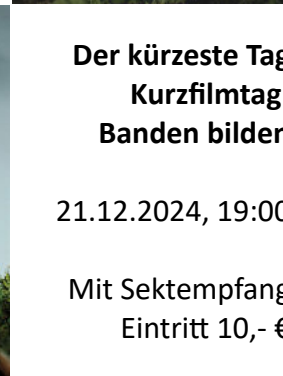 Der kürzeste Tag
Kurzfilmtag
Banden bilden
21.12.2024, 19:00
Mit Sektempfang
Eintritt 10,- €